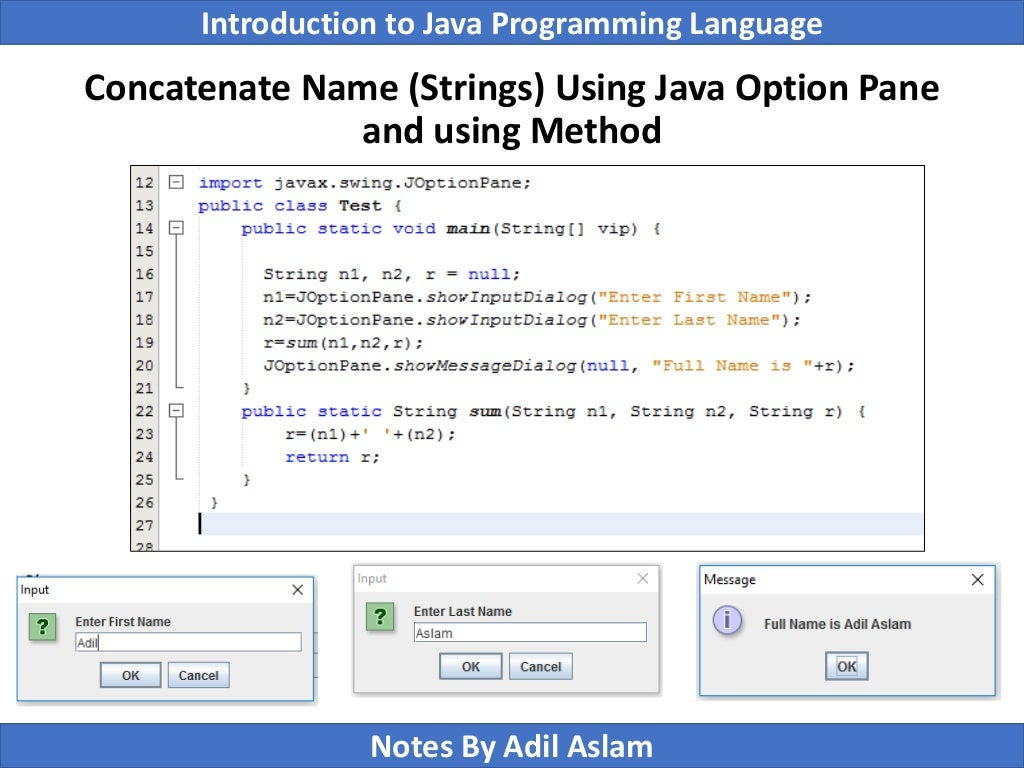 Introduction to Java Programming Language
Concatenate Name (Strings) Using Java Option Pane
and using Method
12 import javax.swing.JOptionPane;
13 public class Test {
14 public static void main(String[] vip) {
15
16 String n1, n2, r = null;
17 n1=JOptionPane.showInputDialog("Enter First Name");
18 n2=JOptionPane.showInputDialog("Enter Last Name");
19 r=sum(n1,n2,r);
20 JOptionPane.showMessageDialog(null, "Full Name is "+r);
21 }
22 public static String sum(String n1, String n2, String r) {
23 r=(n1)+' '+(n2);
24 return r;
25 }
26 }
27
28
Input
Enter First Name
Adil
OK Cancel
Input
Enter Last Name
Aslam
OK Cancel
Message
Full Name is Adil Aslam
OK
Notes By Adil Aslam